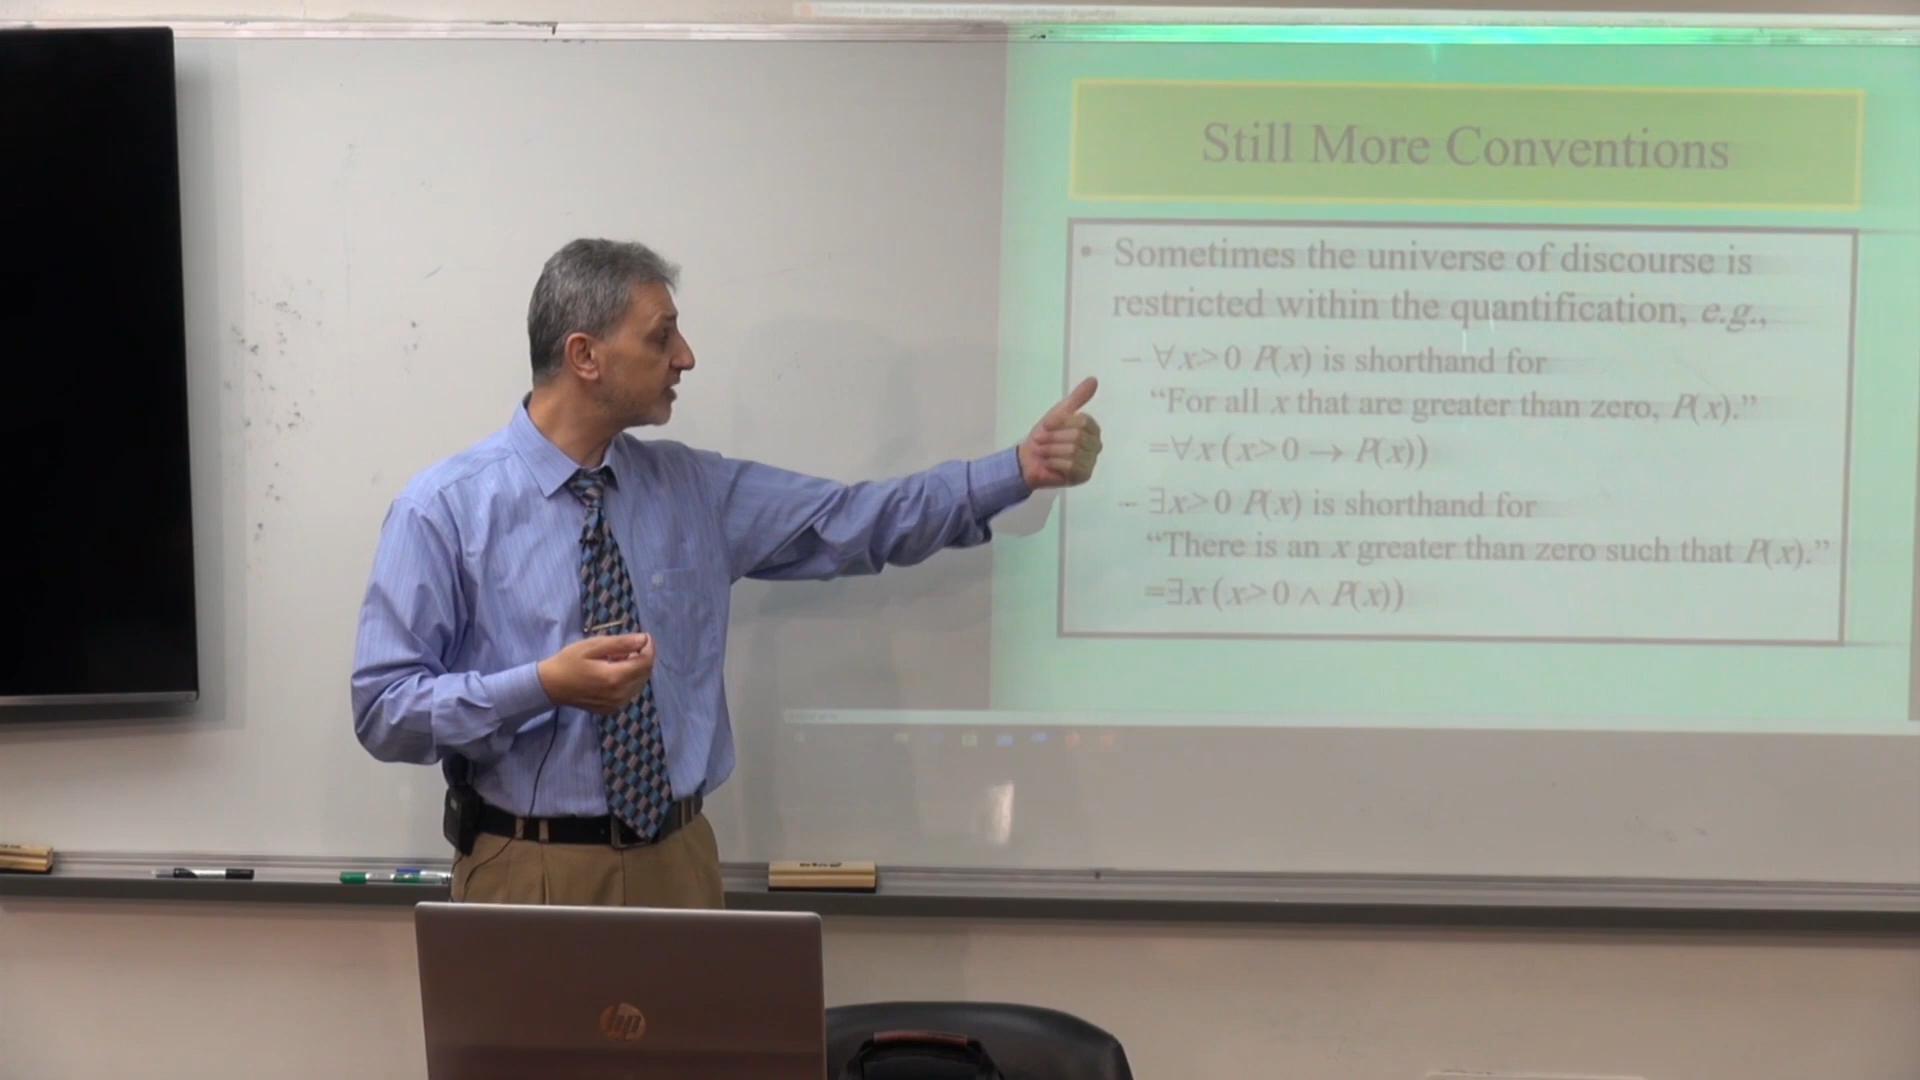 Still More Conventions
• Sometimes the universe of discourse is
restricted within the quantification, e.g.,
– ∀x>0 P(x) is shorthand for
“For all x that are greater than zero, P(x).”
=∀x (x>0 → P(x))
– ∃x>0 P(x) is shorthand for
“There is an x greater than zero such that P(x).”
=∃x (x>0 ∧ P(x))
hp